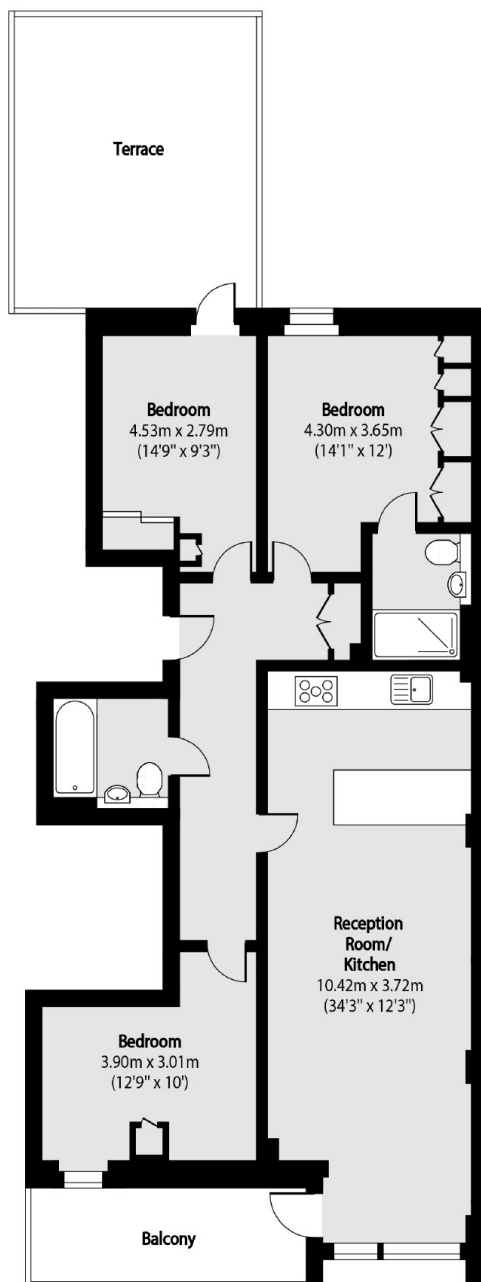 Terrace
Bedroom
4.53m x 2.79m
(14'9" x 9'3")
Bedroom
4.30m x 3.65m
(14'1" x 12')
Reception
Room/
Kitchen
10.42m x 3.72m
(34'3" x 12'3")
Bedroom
3.90m x 3.01m
(12'9" x 10')
Balcony